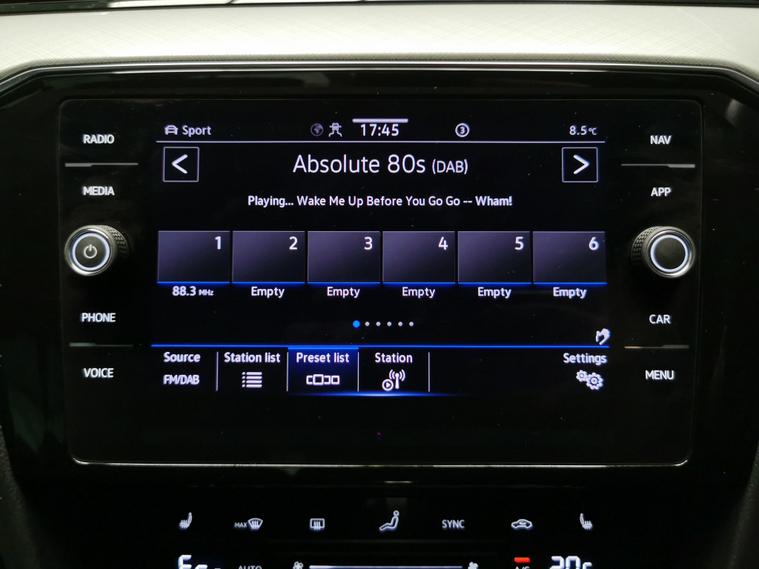 RADIO
MEDIA
PHONE
VOICE
Sport
17:45
3
8.5°C
Absolute 80s (DAB)
Playing... Wake Me Up Before You Go Go -- Wham!
1 2 3 4 5 6
88.3 MHz Empty Empty Empty Empty Empty
Source Station list Preset list Station Settings
FM/DAB
NAV
APP
CAR
MENU
MAX SYNC
AUTO A/C